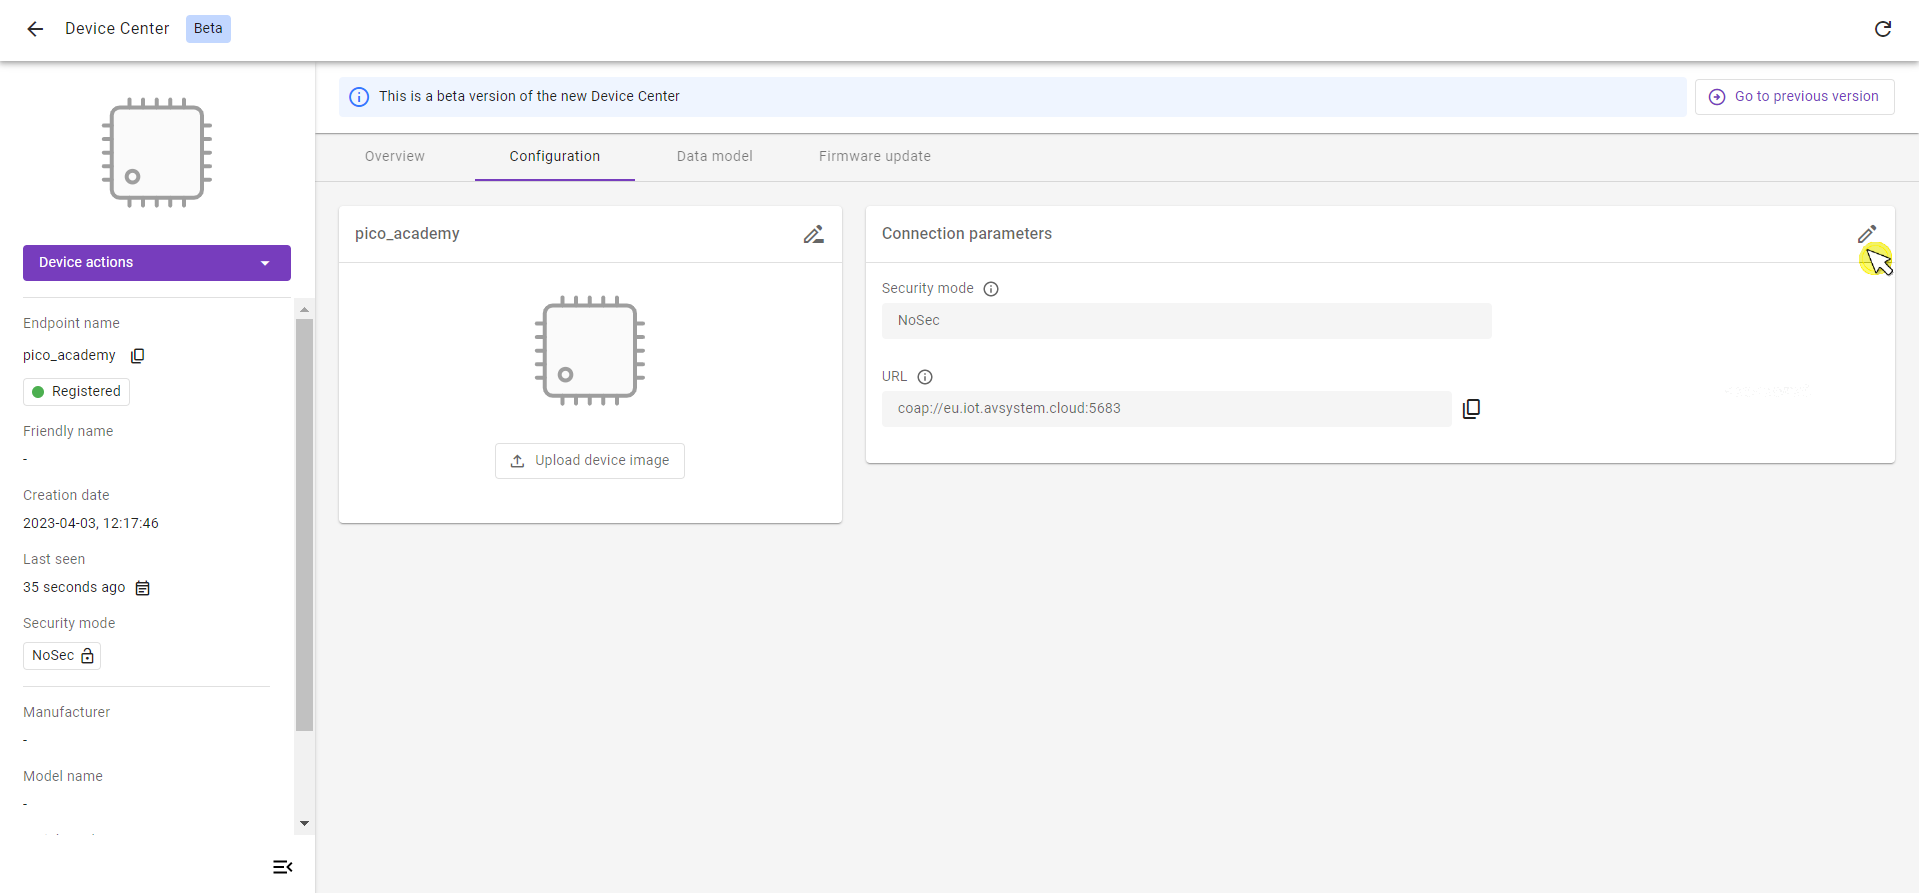 Device Center
Beta
This is a beta version of the new Device Center
Go to previous version
Overview
Configuration
Data model
Firmware update
Device actions
Endpoint name
pico_academy
Registered
Friendly name
-
Creation date
2023-04-03, 12:17:46
Last seen
35 seconds ago
Security mode
NoSec
Manufacturer
-
Model name
-
pico_academy
Upload device image
Connection parameters
Security mode
NoSec
URL
coap://eu.iot.avsystem.cloud:5683